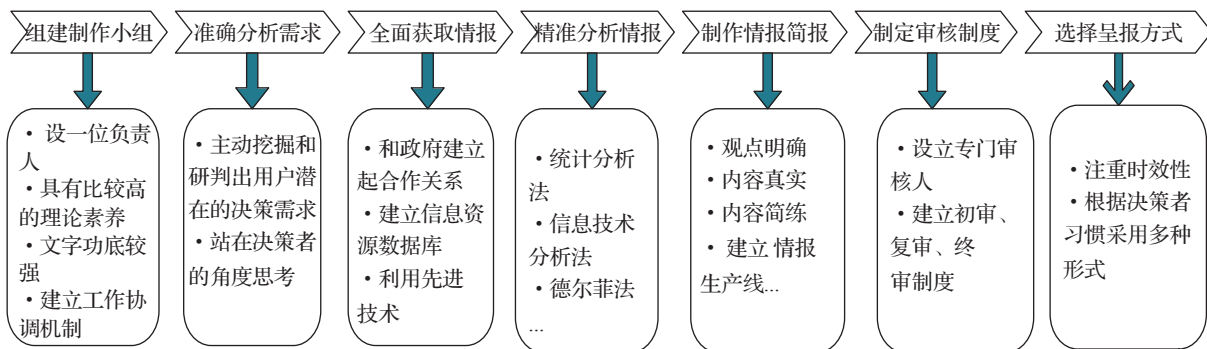 组建制作小组
准确分析需求
全面获取情报
精准分析情报
制作情报简报
制定审核制度
选择呈报方式
• 设一位负责
人
• 具有比较高
的理论素养
• 文字功底较
强
• 建立工作协
调机制
• 主动挖掘和
研判出用户潜
在的决策需求
• 站在决策者
的角度思考
• 和政府建立
起合作关系
• 建立信息资
源数据库
• 利用先进
技术
• 统计分析
法
• 信息技术
分析法
• 德尔菲法
...
• 观点明确
• 内容真实
• 内容简练
• 建立 情报
生产线...
• 设立专门审
核人
• 建立初审、
复审、终
审制度
• 注重时效性
• 根据决策者
习惯采用多种
形式